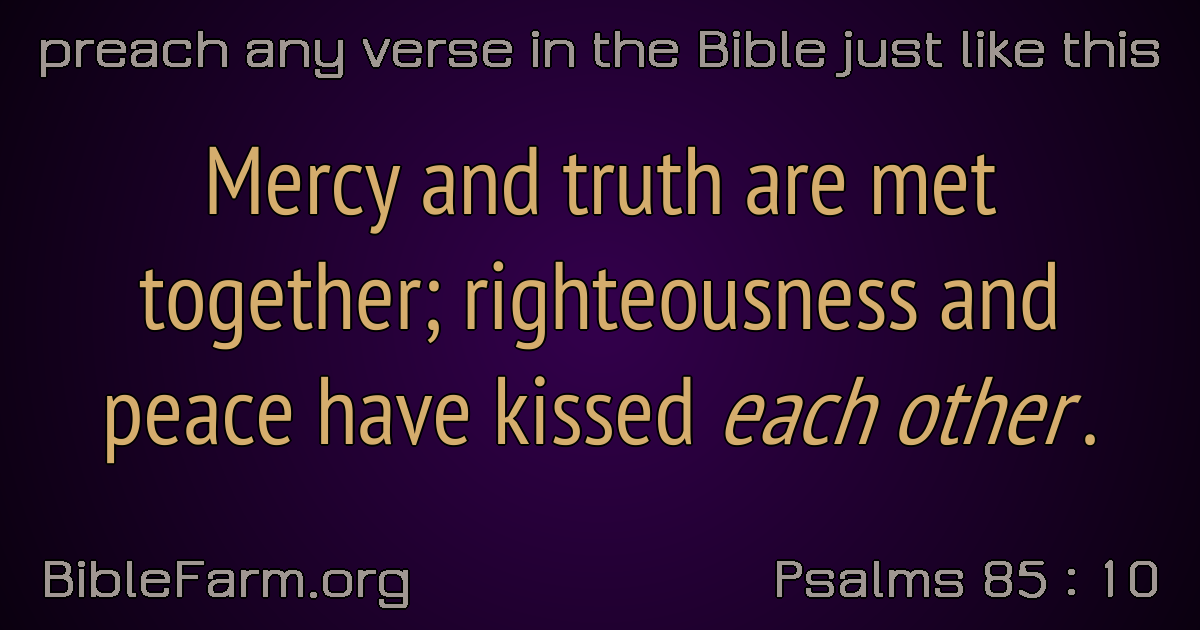 preach any verse in the Bible just like this
Mercy and truth are met
together; righteousness and
peace have kissed each other.
BibleFarm.org
Psalms 85 : 10